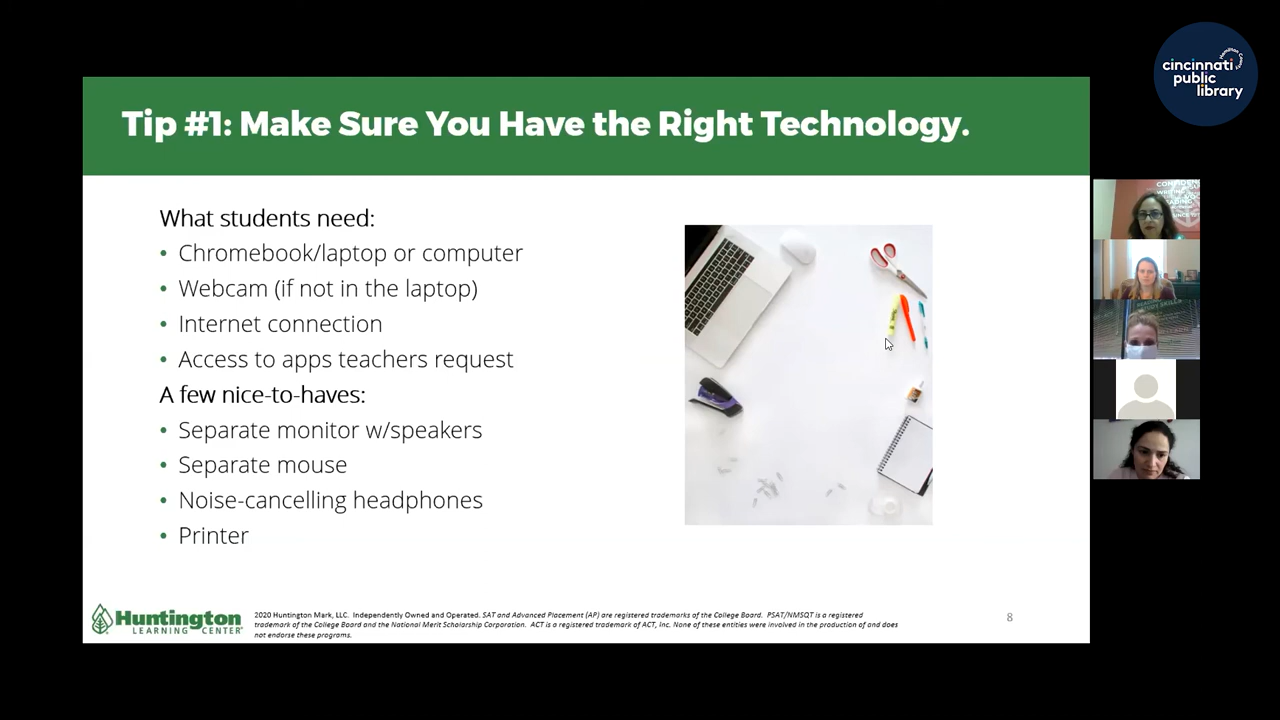 Tip #1: Make Sure You Have the Right Technology.
What students need:
• Chromebook/laptop or computer
• Webcam (if not in the laptop)
• Internet connection
• Access to apps teachers request
A few nice-to-haves:
• Separate monitor w/speakers
• Separate mouse
• Noise-cancelling headphones
• Printer
Huntington
LEARNING CENTER
2020 Huntington Mark, LLC. Independently Owned and Operated. SAT and Advanced Placement (AP) are registered trademarks of the College Board. PSAT/NMSQT is a registered
trademark of the College Board and the National Merit Scholarship Corporation. ACT is a registered trademark of ACT, Inc. None of these entities were involved in the production of and does
not endorse these programs.
8
cincinnati
public
library
STUDY SKILLS